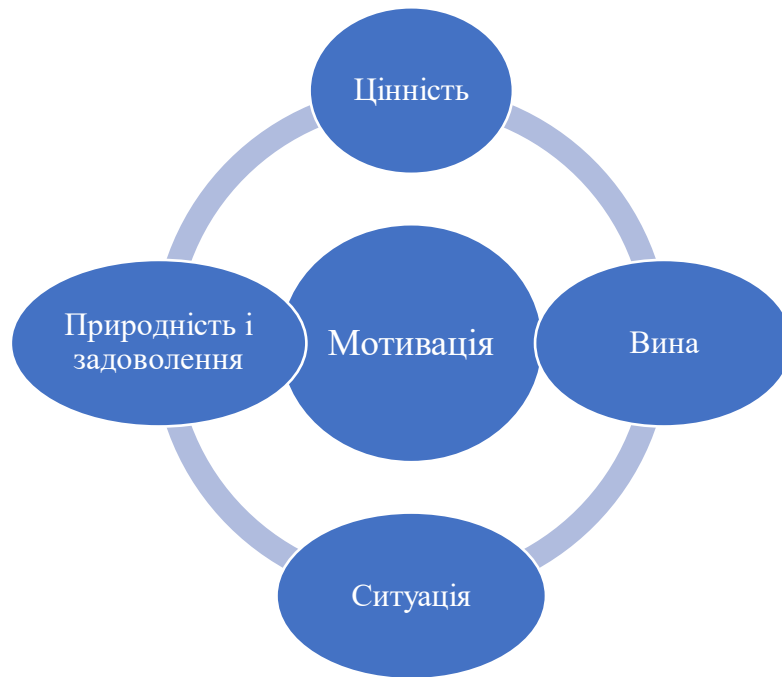 Цінність
Природність і
задоволення
Мотивація
Вина
Ситуація